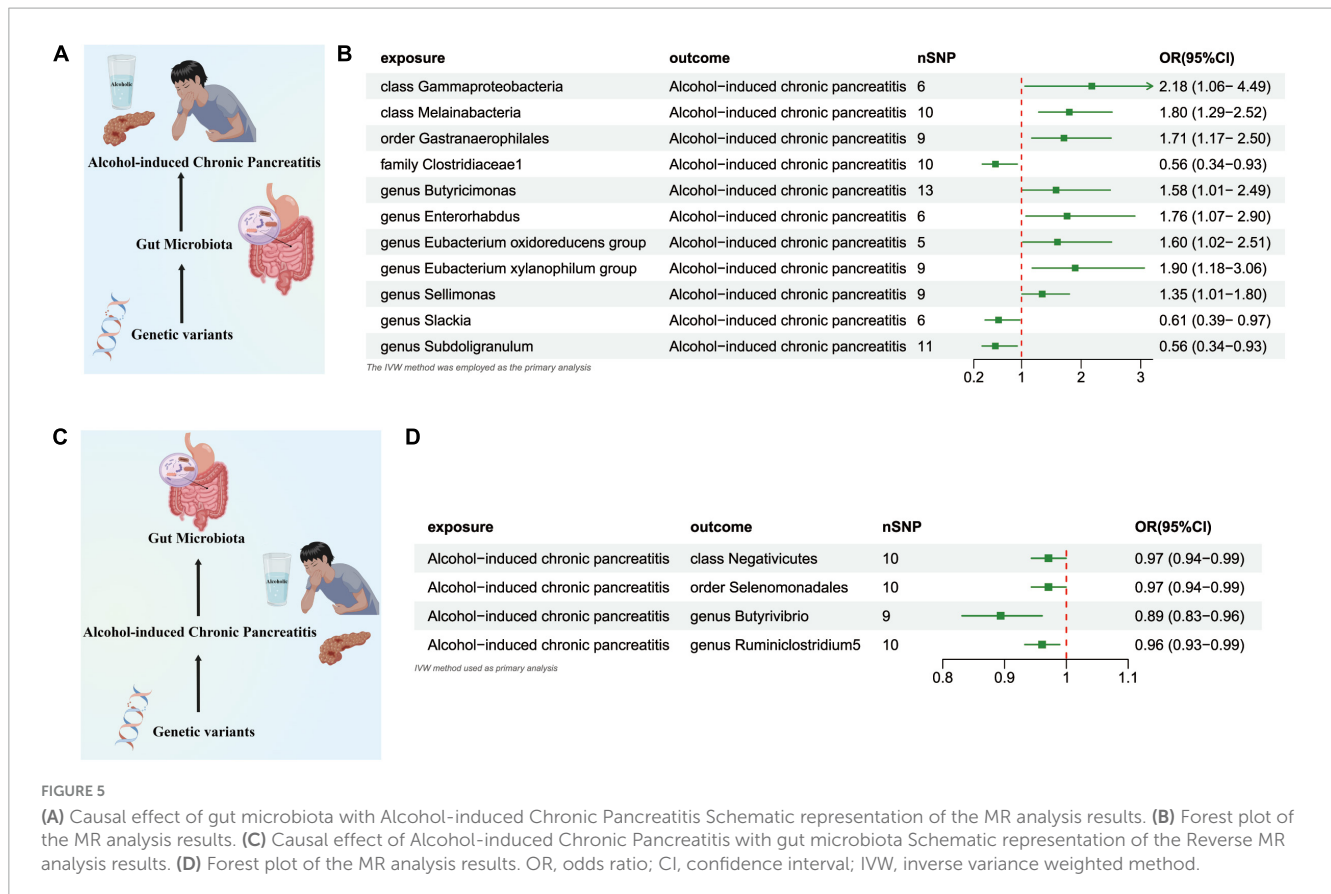 A
Alcoholic
Alcohol-induced Chronic Pancreatitis
Gut Microbiota
Genetic variants
B
exposure outcome nSNP OR(95%CI)
class Gammaproteobacteria Alcohol−induced chronic pancreatitis 6 2.18 (1.06− 4.49)
class Melainabacteria Alcohol−induced chronic pancreatitis 10 1.80 (1.29−2.52)
order Gastranaerophilales Alcohol−induced chronic pancreatitis 9 1.71 (1.17− 2.50)
family Clostridiaceae1 Alcohol−induced chronic pancreatitis 10 0.56 (0.34−0.93)
genus Butyricimonas Alcohol−induced chronic pancreatitis 13 1.58 (1.01− 2.49)
genus Enterorhabdus Alcohol−induced chronic pancreatitis 6 1.76 (1.07− 2.90)
genus Eubacterium oxidoreducens group Alcohol−induced chronic pancreatitis 5 1.60 (1.02− 2.51)
genus Eubacterium xylanophilum group Alcohol−induced chronic pancreatitis 9 1.90 (1.18−3.06)
genus Sellimonas Alcohol−induced chronic pancreatitis 9 1.35 (1.01−1.80)
genus Slackia Alcohol−induced chronic pancreatitis 6 0.61 (0.39− 0.97)
genus Subdoligranulum Alcohol−induced chronic pancreatitis 11 0.56 (0.34−0.93)
The IVW method was employed as the primary analysis
0.2 1 2 3
C
Gut Microbiota
Alcoholic
Alcohol-induced Chronic Pancreatitis
Genetic variants
D
exposure outcome nSNP OR(95%CI)
Alcohol−induced chronic pancreatitis class Negativicutes 10 0.97 (0.94−0.99)
Alcohol−induced chronic pancreatitis order Selenomonadales 10 0.97 (0.94−0.99)
Alcohol−induced chronic pancreatitis genus Butyrivibrio 9 0.89 (0.83−0.96)
Alcohol−induced chronic pancreatitis genus Ruminiclostridium5 10 0.96 (0.93−0.99)
IVW method used as primary analysis
0.8 0.9 1 1.1
FIGURE 5
(A) Causal effect of gut microbiota with Alcohol-induced Chronic Pancreatitis Schematic representation of the MR analysis results. (B) Forest plot of
the MR analysis results. (C) Causal effect of Alcohol-induced Chronic Pancreatitis with gut microbiota Schematic representation of the Reverse MR
analysis results. (D) Forest plot of the MR analysis results. OR, odds ratio; CI, confidence interval; IVW, inverse variance weighted method.